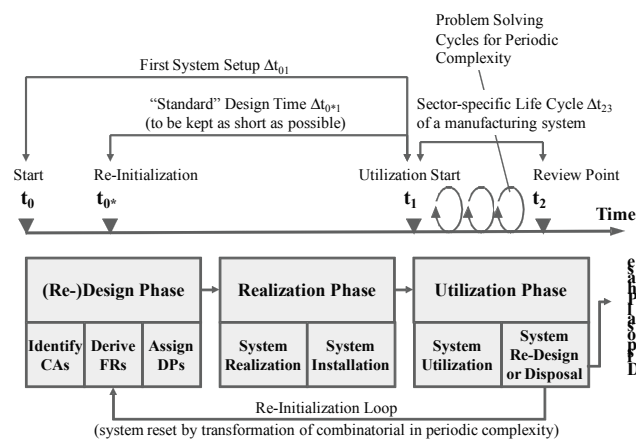 Problem Solving
Cycles for Periodic
Complexity
First System Setup Δt₀₁
"Standard" Design Time Δt₀*₁
(to be kept as short as possible)
Sector-specific Life Cycle Δt₂₃
of a manufacturing system
Start
Re-Initialization
Utilization Start
Review Point
t₀
t₀*
t₁
t₂
Time
(Re-)Design Phase
Realization Phase
Utilization Phase
Identify
CAs
Derive
FRs
Assign
DPs
System
Realization
System
Installation
System
Utilization
System
Re-Design
or Disposal
Disposal phase
Re-Initialization Loop
(system reset by transformation of combinatorial in periodic complexity)